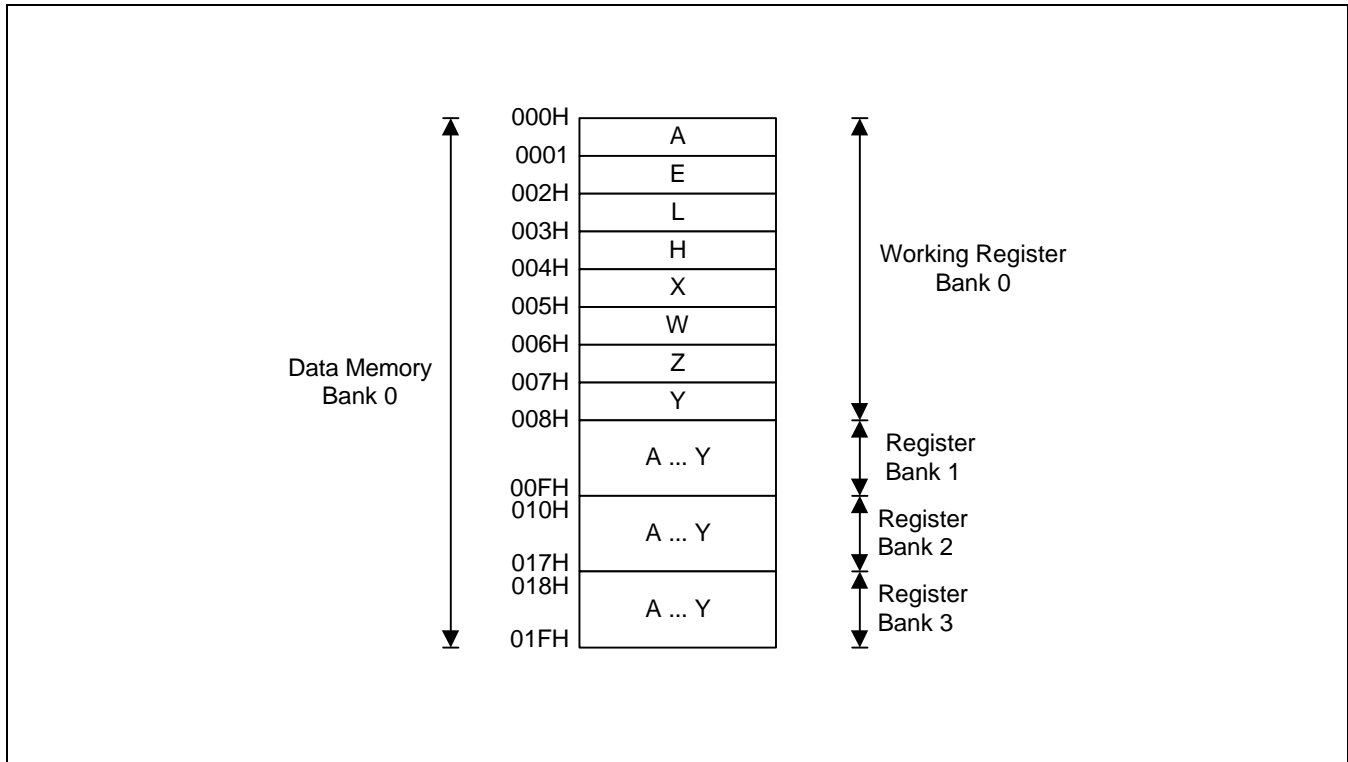 000H
A
0001
E
002H
L
003H
H
004H
X
005H
W
006H
Z
007H
Y
008H
A ... Y
00FH
010H
A ... Y
017H
018H
A ... Y
01FH
Data Memory
Bank 0
Working Register
Bank 0
Register
Bank 1
Register
Bank 2
Register
Bank 3